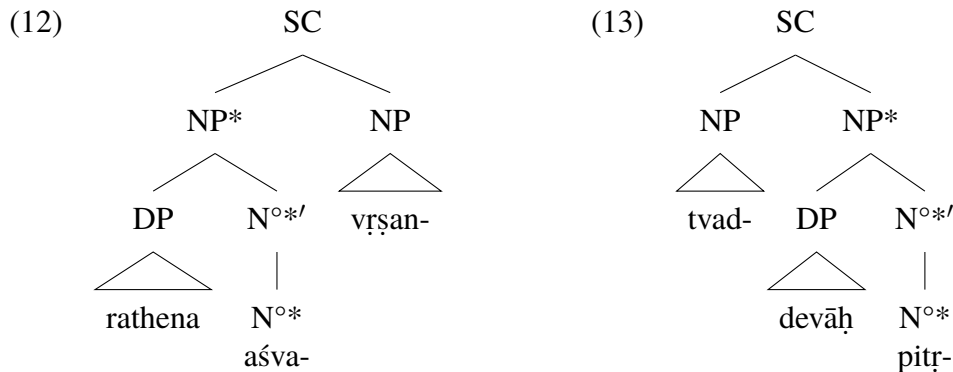 (12) SC (13) SC
NP* NP NP NP*
DP N°*′ vṛṣan- tvad- DP N°*′
rathena N°* devāḥ N°*
aśva- pitṛ-